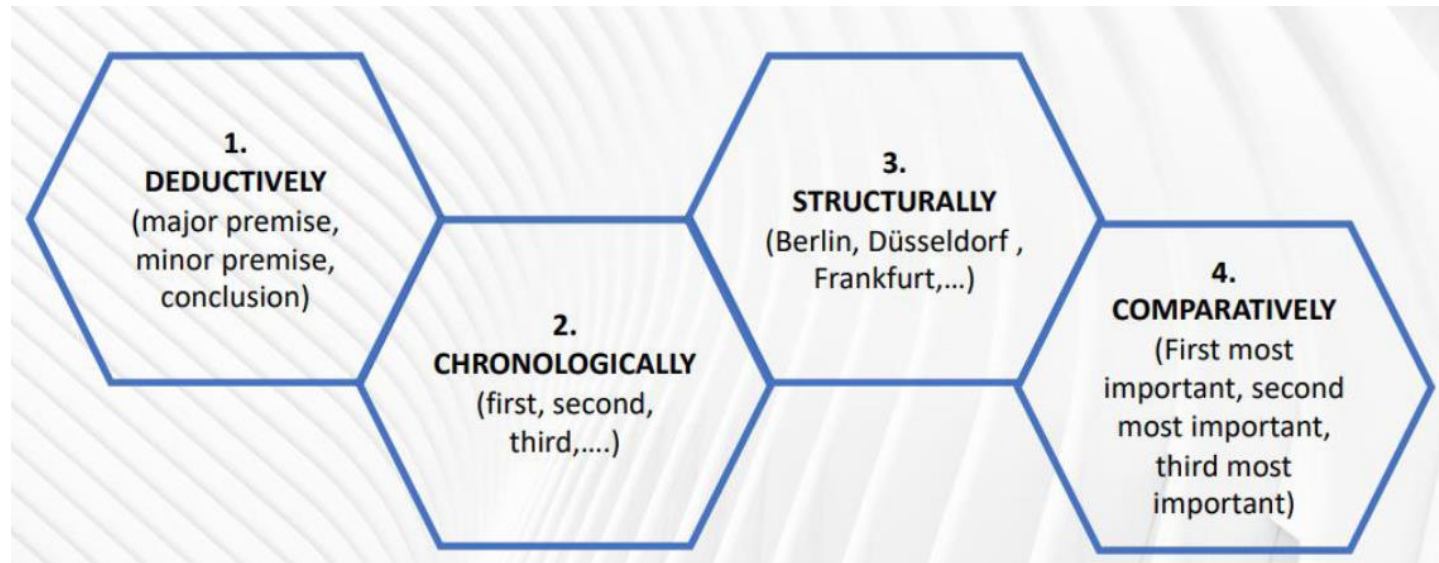 1.
DEDUCTIVELY
(major premise,
minor premise,
conclusion)
2.
CHRONOLOGICALLY
(first, second,
third,....)
3.
STRUCTURALLY
(Berlin, Düsseldorf ,
Frankfurt,...)
4.
COMPARATIVELY
(First most
important, second
most important,
third most
important)